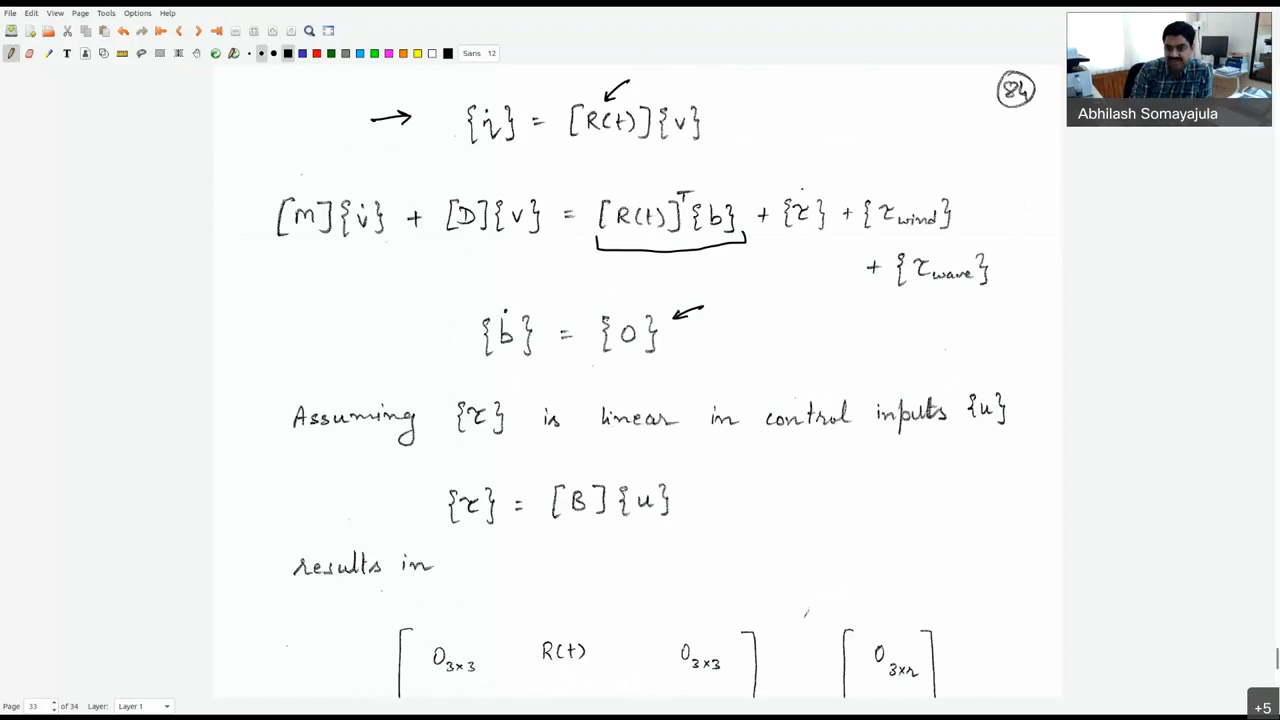 File Edit View Page Tools Options Help
Sans 12
Abhilash Somayajula
84
→ {η̇} = [R(t)]{v}
[M]{v̇} + [D]{v} = [R(t)]ᵀ{b} + {τ} + {τwind}
+ {τwave}
{ḃ} = {0}
Assuming {τ} is linear in control inputs {u}
{τ} = [B]{u}
results in
[ 0₃ₓ₃ R(t) 0₃ₓ₃ ] [ 0₃ₓᵣ ]
Page 33 of 34 Layer: Layer 1
+5